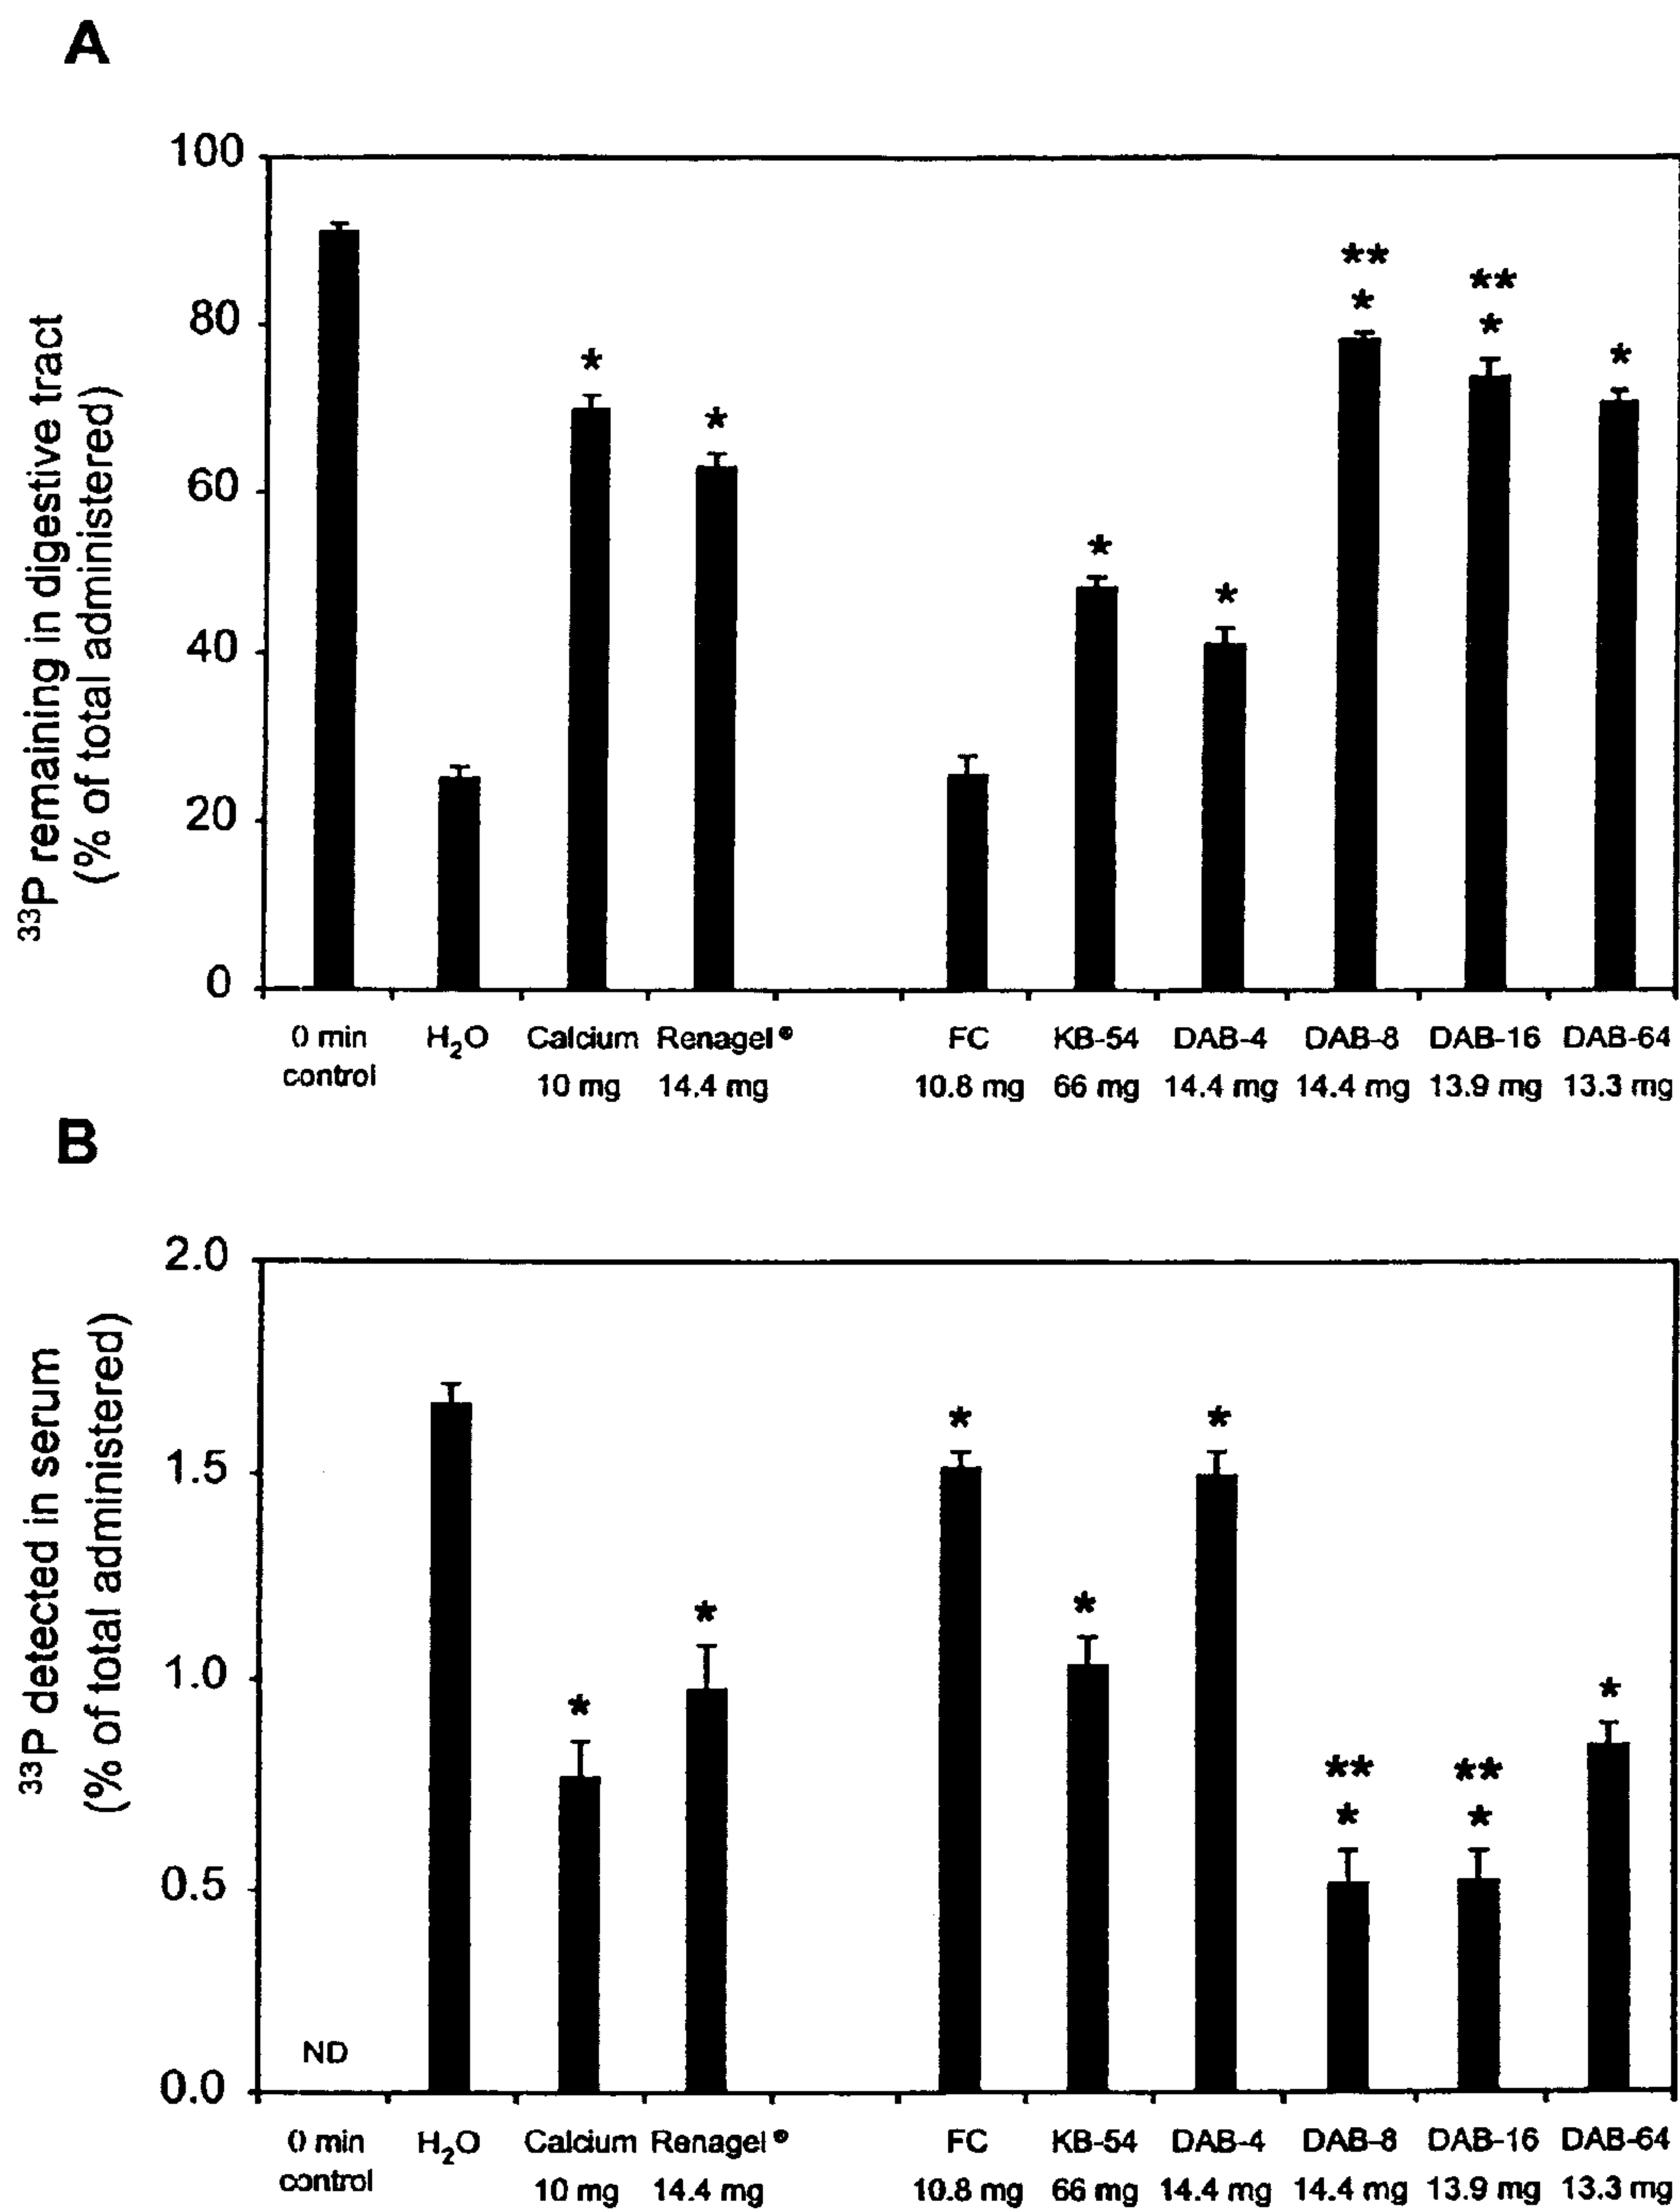 A
100
80
60
40
20
0
³³P remaining in digestive tract
(% of total administered)
*
*
*
*
**
*
**
*
*
0 min control
H₂O
Calcium 10 mg
Renagel® 14.4 mg
FC 10.8 mg
KB-54 66 mg
DAB-4 14.4 mg
DAB-8 14.4 mg
DAB-16 13.9 mg
DAB-64 13.3 mg
B
2.0
1.5
1.0
0.5
0.0
³³P detected in serum
(% of total administered)
ND
*
*
*
*
*
**
*
**
*
*
0 min control
H₂O
Calcium 10 mg
Renagel® 14.4 mg
FC 10.8 mg
KB-54 66 mg
DAB-4 14.4 mg
DAB-8 14.4 mg
DAB-16 13.9 mg
DAB-64 13.3 mg